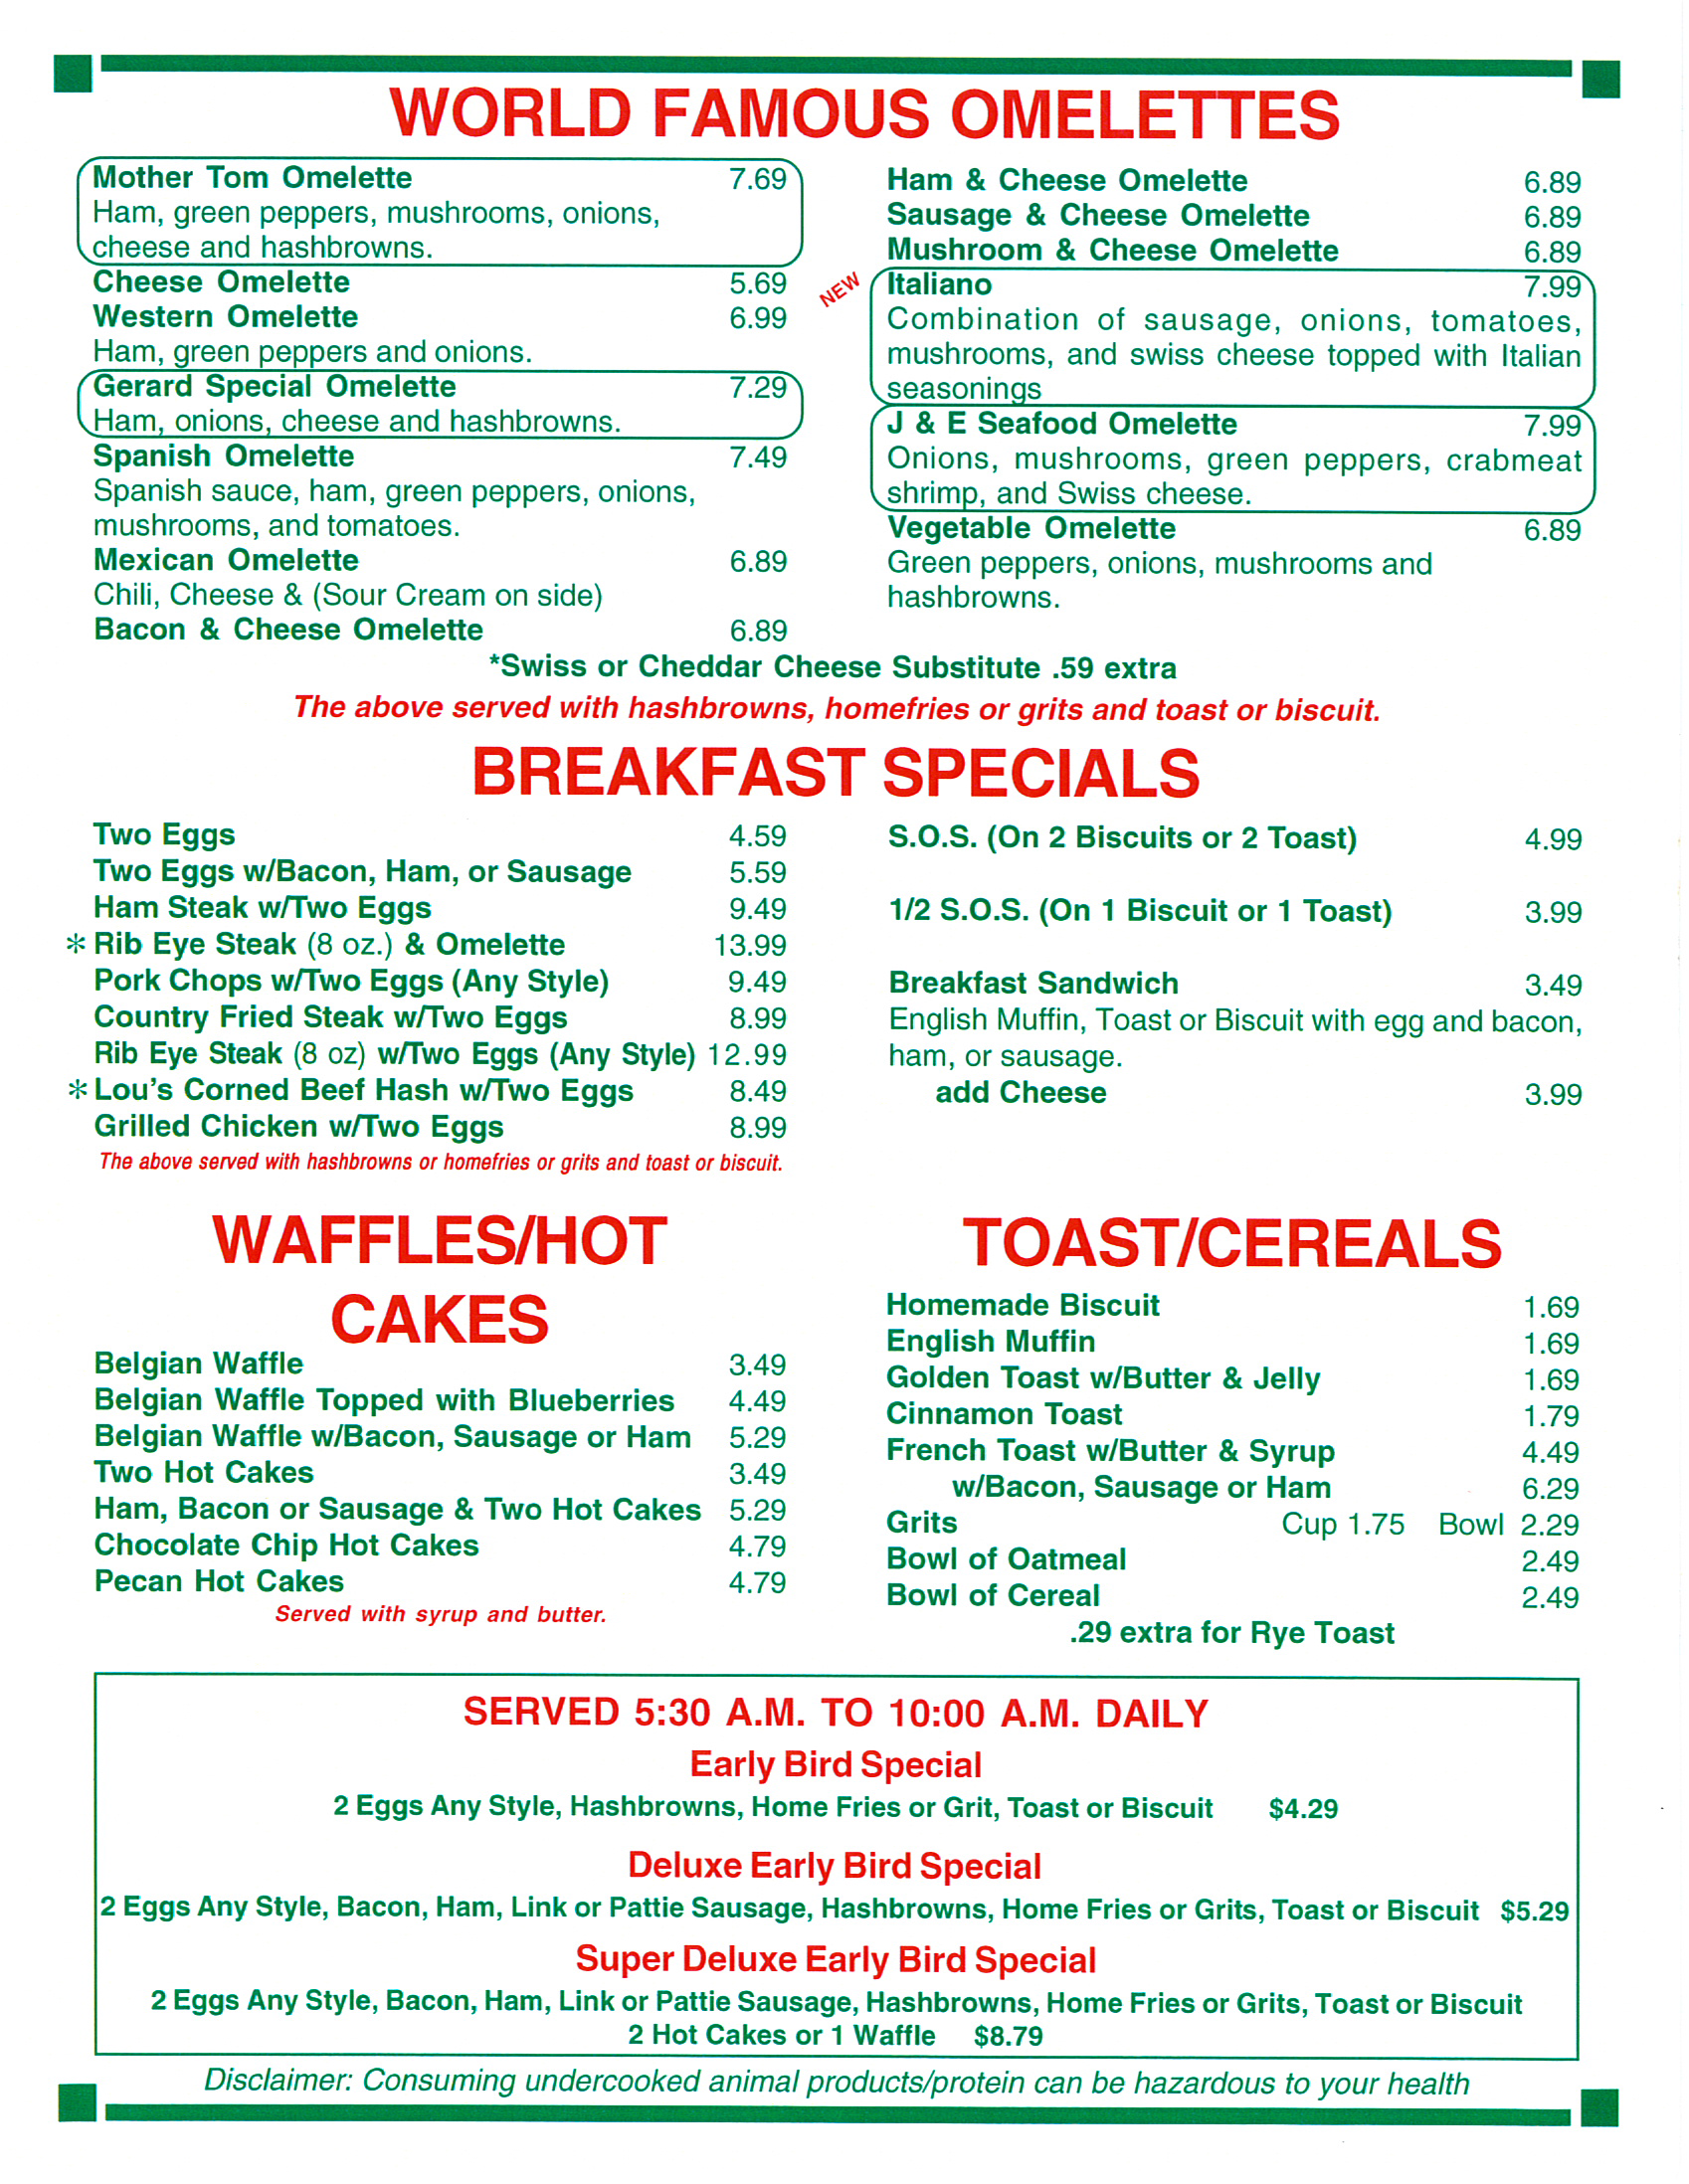 WORLD FAMOUS OMELETTES
Mother Tom Omelette 7.69
Ham, green peppers, mushrooms, onions,
cheese and hashbrowns.
Cheese Omelette 5.69
Western Omelette 6.99
Ham, green peppers and onions.
Gerard Special Omelette 7.29
Ham, onions, cheese and hashbrowns.
Spanish Omelette 7.49
Spanish sauce, ham, green peppers, onions,
mushrooms, and tomatoes.
Mexican Omelette 6.89
Chili, Cheese & (Sour Cream on side)
Bacon & Cheese Omelette 6.89
Ham & Cheese Omelette 6.89
Sausage & Cheese Omelette 6.89
Mushroom & Cheese Omelette 6.89
NEW
Italiano 7.99
Combination of sausage, onions, tomatoes,
mushrooms, and swiss cheese topped with Italian
seasonings
J & E Seafood Omelette 7.99
Onions, mushrooms, green peppers, crabmeat
shrimp, and Swiss cheese.
Vegetable Omelette 6.89
Green peppers, onions, mushrooms and
hashbrowns.
*Swiss or Cheddar Cheese Substitute .59 extra
The above served with hashbrowns, homefries or grits and toast or biscuit.
BREAKFAST SPECIALS
Two Eggs 4.59
Two Eggs w/Bacon, Ham, or Sausage 5.59
Ham Steak w/Two Eggs 9.49
* Rib Eye Steak (8 oz.) & Omelette 13.99
Pork Chops w/Two Eggs (Any Style) 9.49
Country Fried Steak w/Two Eggs 8.99
Rib Eye Steak (8 oz) w/Two Eggs (Any Style) 12.99
* Lou's Corned Beef Hash w/Two Eggs 8.49
Grilled Chicken w/Two Eggs 8.99
The above served with hashbrowns or homefries or grits and toast or biscuit.
S.O.S. (On 2 Biscuits or 2 Toast) 4.99
1/2 S.O.S. (On 1 Biscuit or 1 Toast) 3.99
Breakfast Sandwich 3.49
English Muffin, Toast or Biscuit with egg and bacon,
ham, or sausage.
add Cheese 3.99
WAFFLES/HOT
CAKES
Belgian Waffle 3.49
Belgian Waffle Topped with Blueberries 4.49
Belgian Waffle w/Bacon, Sausage or Ham 5.29
Two Hot Cakes 3.49
Ham, Bacon or Sausage & Two Hot Cakes 5.29
Chocolate Chip Hot Cakes 4.79
Pecan Hot Cakes 4.79
Served with syrup and butter.
TOAST/CEREALS
Homemade Biscuit 1.69
English Muffin 1.69
Golden Toast w/Butter & Jelly 1.69
Cinnamon Toast 1.79
French Toast w/Butter & Syrup 4.49
w/Bacon, Sausage or Ham 6.29
Grits Cup 1.75 Bowl 2.29
Bowl of Oatmeal 2.49
Bowl of Cereal 2.49
.29 extra for Rye Toast
SERVED 5:30 A.M. TO 10:00 A.M. DAILY
Early Bird Special
2 Eggs Any Style, Hashbrowns, Home Fries or Grit, Toast or Biscuit $4.29
Deluxe Early Bird Special
2 Eggs Any Style, Bacon, Ham, Link or Pattie Sausage, Hashbrowns, Home Fries or Grits, Toast or Biscuit $5.29
Super Deluxe Early Bird Special
2 Eggs Any Style, Bacon, Ham, Link or Pattie Sausage, Hashbrowns, Home Fries or Grits, Toast or Biscuit
2 Hot Cakes or 1 Waffle $8.79
Disclaimer: Consuming undercooked animal products/protein can be hazardous to your health